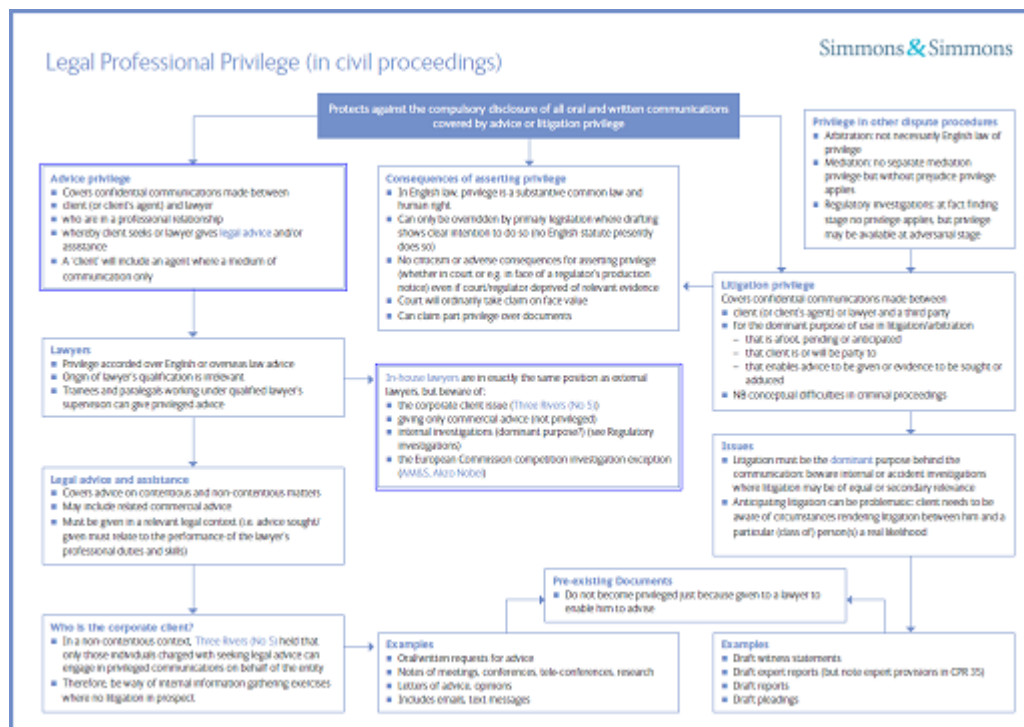 Legal Professional Privilege (in civil proceedings)
Simmons & Simmons
Protects against the compulsory disclosure of all oral and written communications
covered by advice or litigation privilege
Privilege in other dispute procedures
■ Arbitration: not necessarily English law of
privilege
■ Mediation: no separate mediation
privilege but without prejudice privilege
applies
■ Regulatory investigations: at fact finding
stage no privilege applies, but privilege
may be available at adversarial stage
Advice privilege
■ Covers confidential communications made between
■ client (or client's agent) and lawyer
■ who are in a professional relationship
■ whereby client seeks or lawyer gives legal advice and/or
assistance
■ A 'client' will include an agent where a medium of
communication only
Consequences of asserting privilege
■ In English law, privilege is a substantive common law and
human right
■ Can only be overridden by primary legislation where drafting
shows clear intention to do so (no English statute presently
does so)
■ No criticism or adverse consequences for asserting privilege
(whether in court or e.g. in face of a regulator's production
notice) even if court/regulator deprived of relevant evidence
■ Court will ordinarily take claim on face value
■ Can claim part privilege over documents
Litigation privilege
Covers confidential communications made between
■ client (or client's agent) or lawyer and a third party
■ for the dominant purpose of use in litigation/arbitration
– that is afoot, pending or anticipated
– that client is or will be party to
– that enables advice to be given or evidence to be sought or
adduced
■ NB conceptual difficulties in criminal proceedings
Lawyers
■ Privilege accorded over English or overseas law advice
■ Origin of lawyer's qualification is irrelevant
■ Trainees and paralegals working under qualified lawyer's
supervision can give privileged advice
In-house lawyers are in exactly the same position as external
lawyers, but beware of:
■ the corporate client issue (Three Rivers (No 5))
■ giving only commercial advice (not privileged)
■ internal investigations (dominant purpose?) (see Regulatory
investigations)
■ the European Commission competition investigation exception
(AM&S, Akzo Nobel)
Issues
■ Litigation must be the dominant purpose behind the
communication: beware internal or accident investigations
where litigation may be of equal or secondary relevance
■ Anticipating litigation can be problematic: client needs to be
aware of circumstances rendering litigation between him and a
particular (class of) person(s) a real likelihood
Legal advice and assistance
■ Covers advice on contentious and non-contentious matters
■ May include related commercial advice
■ Must be given in a relevant legal context (i.e. advice sought/
given must relate to the performance of the lawyer's
professional duties and skills)
Pre-existing Documents
■ Do not become privileged just because given to a lawyer to
enable him to advise
Who is the corporate client?
■ In a non-contentious context, Three Rivers (No 5) held that
only those individuals charged with seeking legal advice can
engage in privileged communications on behalf of the entity
■ Therefore, be wary of internal information gathering exercises
where no litigation in prospect.
Examples
■ Oral/written requests for advice
■ Notes of meetings, conferences, tele-conferences, research
■ Letters of advice, opinions
■ Includes emails, text messages
Examples
■ Draft witness statements
■ Draft expert reports (but note expert provisions in CPR 35)
■ Draft reports
■ Draft pleadings